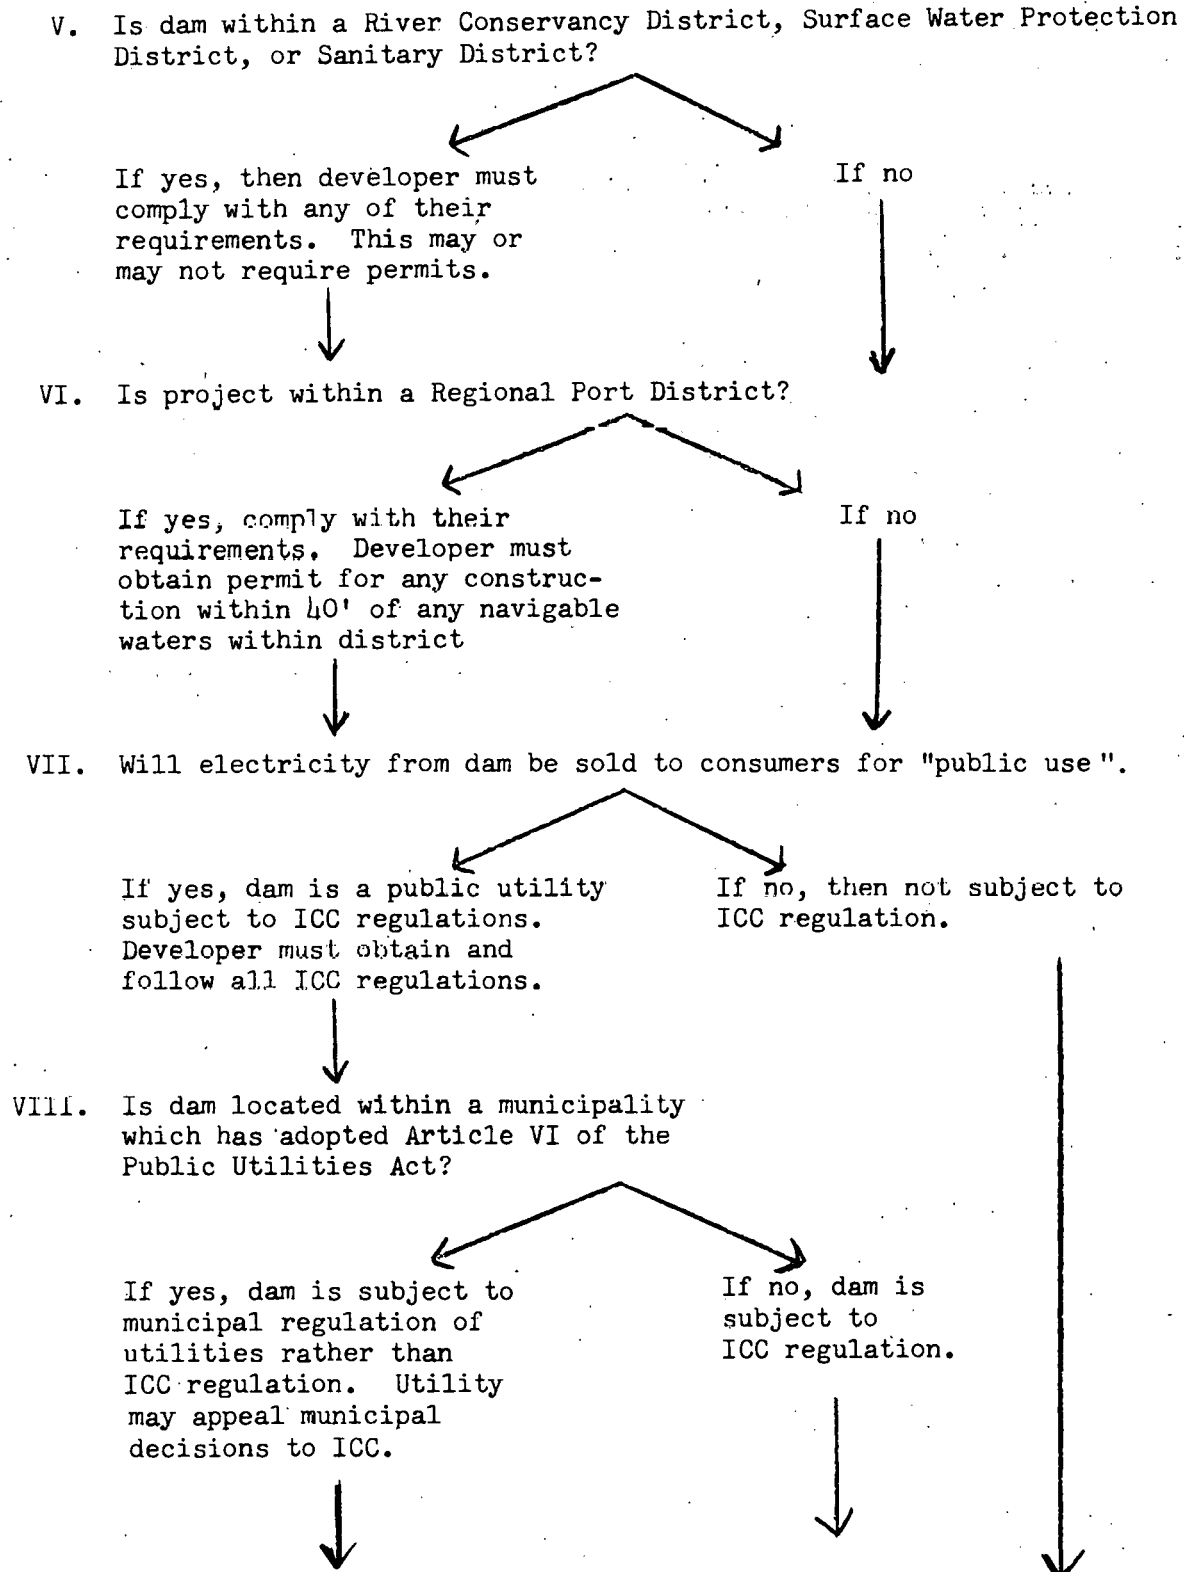 V. Is dam within a River Conservancy District, Surface Water Protection
District, or Sanitary District?
If yes, then developer must
comply with any of their
requirements. This may or
may not require permits.
If no
VI. Is project within a Regional Port District?
If yes, comply with their
requirements. Developer must
obtain permit for any construc-
tion within 40' of any navigable
waters within district
If no
VII. Will electricity from dam be sold to consumers for "public use".
If yes, dam is a public utility
subject to ICC regulations.
Developer must obtain and
follow all ICC regulations.
If no, then not subject to
ICC regulation.
VIII. Is dam located within a municipality
which has adopted Article VI of the
Public Utilities Act?
If yes, dam is subject to
municipal regulation of
utilities rather than
ICC regulation. Utility
may appeal municipal
decisions to ICC.
If no, dam is
subject to
ICC regulation.